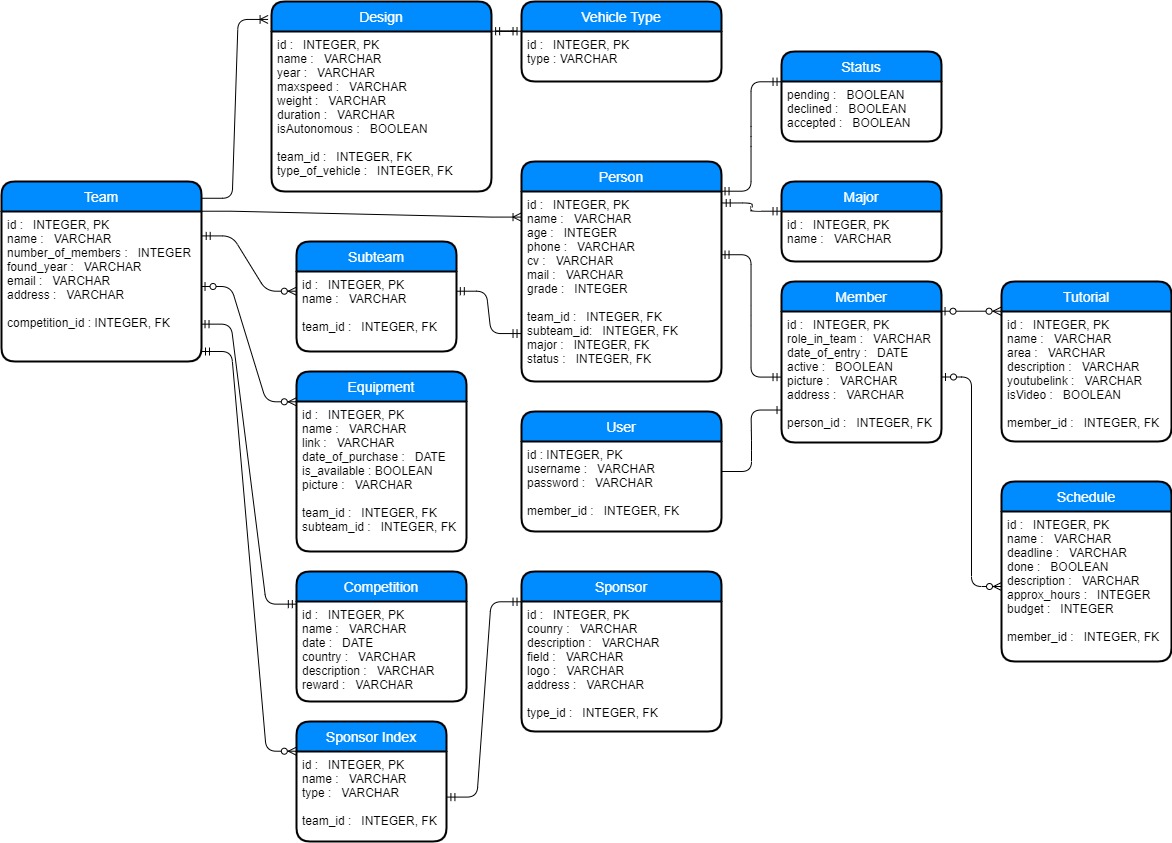 Design
id : INTEGER, PK
name : VARCHAR
year : VARCHAR
maxspeed : VARCHAR
weight : VARCHAR
duration : VARCHAR
isAutonomous : BOOLEAN
team_id : INTEGER, FK
type_of_vehicle : INTEGER, FK
Vehicle Type
id : INTEGER, PK
type : VARCHAR
Status
pending : BOOLEAN
declined : BOOLEAN
accepted : BOOLEAN
Team
id : INTEGER, PK
name : VARCHAR
number_of_members : INTEGER
found_year : VARCHAR
email : VARCHAR
address : VARCHAR
competition_id : INTEGER, FK
Person
id : INTEGER, PK
name : VARCHAR
age : INTEGER
phone : VARCHAR
cv : VARCHAR
mail : VARCHAR
grade : INTEGER
team_id : INTEGER, FK
subteam_id: INTEGER, FK
major : INTEGER, FK
status : INTEGER, FK
Major
id : INTEGER, PK
name : VARCHAR
Subteam
id : INTEGER, PK
name : VARCHAR
team_id : INTEGER, FK
Member
id : INTEGER, PK
role_in_team : VARCHAR
date_of_entry : DATE
active : BOOLEAN
picture : VARCHAR
address : VARCHAR
person_id : INTEGER, FK
Tutorial
id : INTEGER, PK
name : VARCHAR
area : VARCHAR
description : VARCHAR
youtubelink : VARCHAR
isVideo : BOOLEAN
member_id : INTEGER, FK
Equipment
id : INTEGER, PK
name : VARCHAR
link : VARCHAR
date_of_purchase : DATE
is_available : BOOLEAN
picture : VARCHAR
team_id : INTEGER, FK
subteam_id : INTEGER, FK
User
id : INTEGER, PK
username : VARCHAR
password : VARCHAR
member_id : INTEGER, FK
Schedule
id : INTEGER, PK
name : VARCHAR
deadline : VARCHAR
done : BOOLEAN
description : VARCHAR
approx_hours : INTEGER
budget : INTEGER
member_id : INTEGER, FK
Competition
id : INTEGER, PK
name : VARCHAR
date : DATE
country : VARCHAR
description : VARCHAR
reward : VARCHAR
Sponsor
id : INTEGER, PK
counry : VARCHAR
description : VARCHAR
field : VARCHAR
logo : VARCHAR
address : VARCHAR
type_id : INTEGER, FK
Sponsor Index
id : INTEGER, PK
name : VARCHAR
type : VARCHAR
team_id : INTEGER, FK